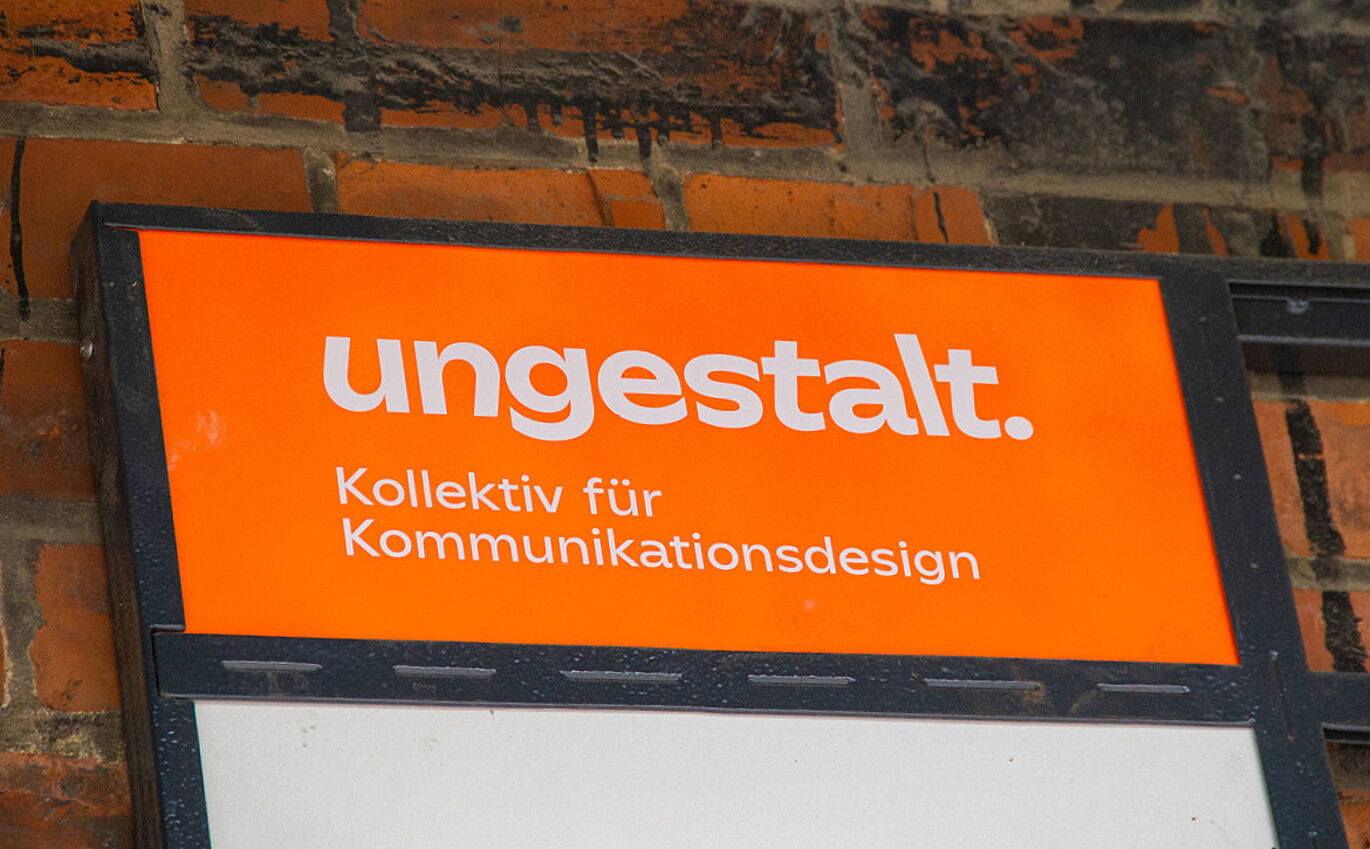 ungestalt.
Kollektiv für
Kommunikationsdesign